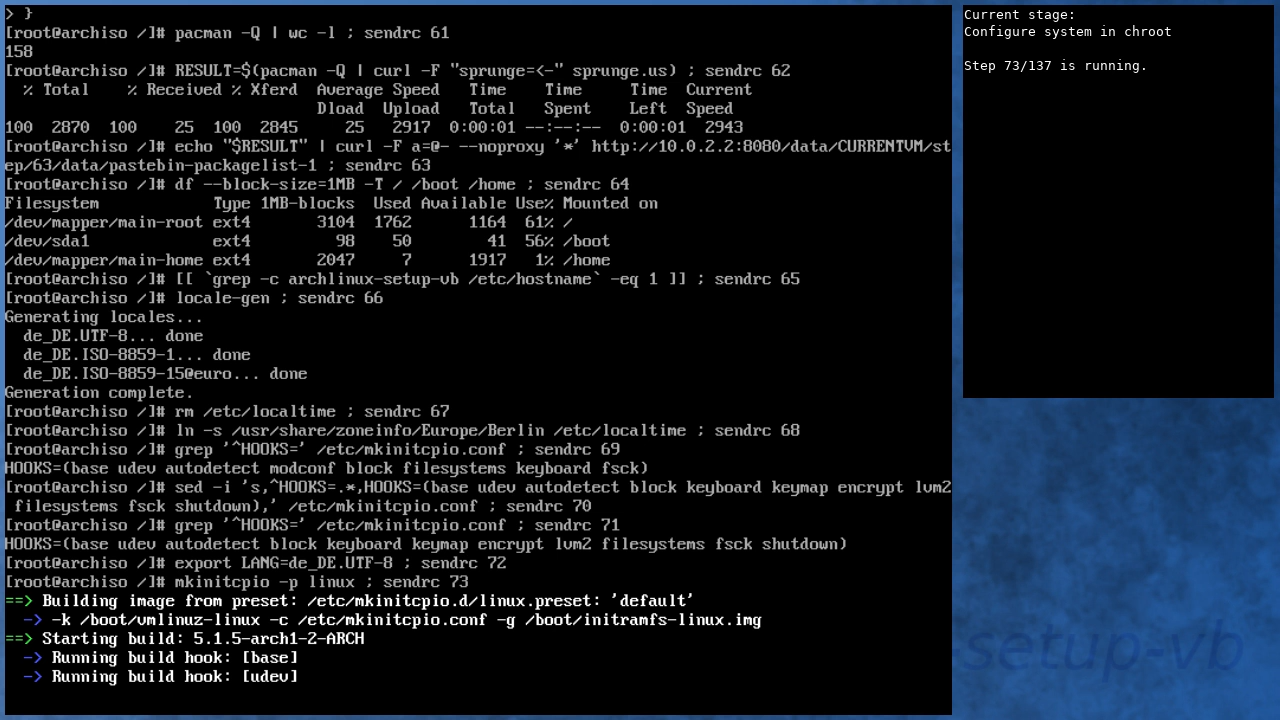 > }
[root@archiso /]# pacman -Q | wc -l ; sendrc 61
158
[root@archiso /]# RESULT=$(pacman -Q | curl -F "sprunge=<-" sprunge.us) ; sendrc 62
  % Total    % Received % Xferd  Average Speed   Time    Time     Time  Current
                                 Dload  Upload   Total   Spent    Left  Speed
100  2870  100    25  100  2845     25   2917  0:00:01 --:--:--  0:00:01  2943
[root@archiso /]# echo "$RESULT" | curl -F a=@- --noproxy '*' http://10.0.2.2:8080/data/CURRENTVM/st
ep/63/data/pastebin-packagelist-1 ; sendrc 63
[root@archiso /]# df --block-size=1MB -T / /boot /home ; sendrc 64
Filesystem            Type 1MB-blocks  Used Available Use% Mounted on
/dev/mapper/main-root ext4       3104  1762      1164  61% /
/dev/sda1             ext4         98    50        41  56% /boot
/dev/mapper/main-home ext4       2047     7      1917   1% /home
[root@archiso /]# [[ `grep -c archlinux-setup-vb /etc/hostname` -eq 1 ]] ; sendrc 65
[root@archiso /]# locale-gen ; sendrc 66
Generating locales...
  de_DE.UTF-8... done
  de_DE.ISO-8859-1... done
  de_DE.ISO-8859-15@euro... done
Generation complete.
[root@archiso /]# rm /etc/localtime ; sendrc 67
[root@archiso /]# ln -s /usr/share/zoneinfo/Europe/Berlin /etc/localtime ; sendrc 68
[root@archiso /]# grep '^HOOKS=' /etc/mkinitcpio.conf ; sendrc 69
HOOKS=(base udev autodetect modconf block filesystems keyboard fsck)
[root@archiso /]# sed -i 's,^HOOKS=.*,HOOKS=(base udev autodetect block keyboard keymap encrypt lvm2
 filesystems fsck shutdown),' /etc/mkinitcpio.conf ; sendrc 70
[root@archiso /]# grep '^HOOKS=' /etc/mkinitcpio.conf ; sendrc 71
HOOKS=(base udev autodetect block keyboard keymap encrypt lvm2 filesystems fsck shutdown)
[root@archiso /]# export LANG=de_DE.UTF-8 ; sendrc 72
[root@archiso /]# mkinitcpio -p linux ; sendrc 73
==> Building image from preset: /etc/mkinitcpio.d/linux.preset: 'default'
  -> -k /boot/vmlinuz-linux -c /etc/mkinitcpio.conf -g /boot/initramfs-linux.img
==> Starting build: 5.1.5-arch1-2-ARCH
  -> Running build hook: [base]
  -> Running build hook: [udev]
Current stage:
Configure system in chroot
Step 73/137 is running.
-setup-vb